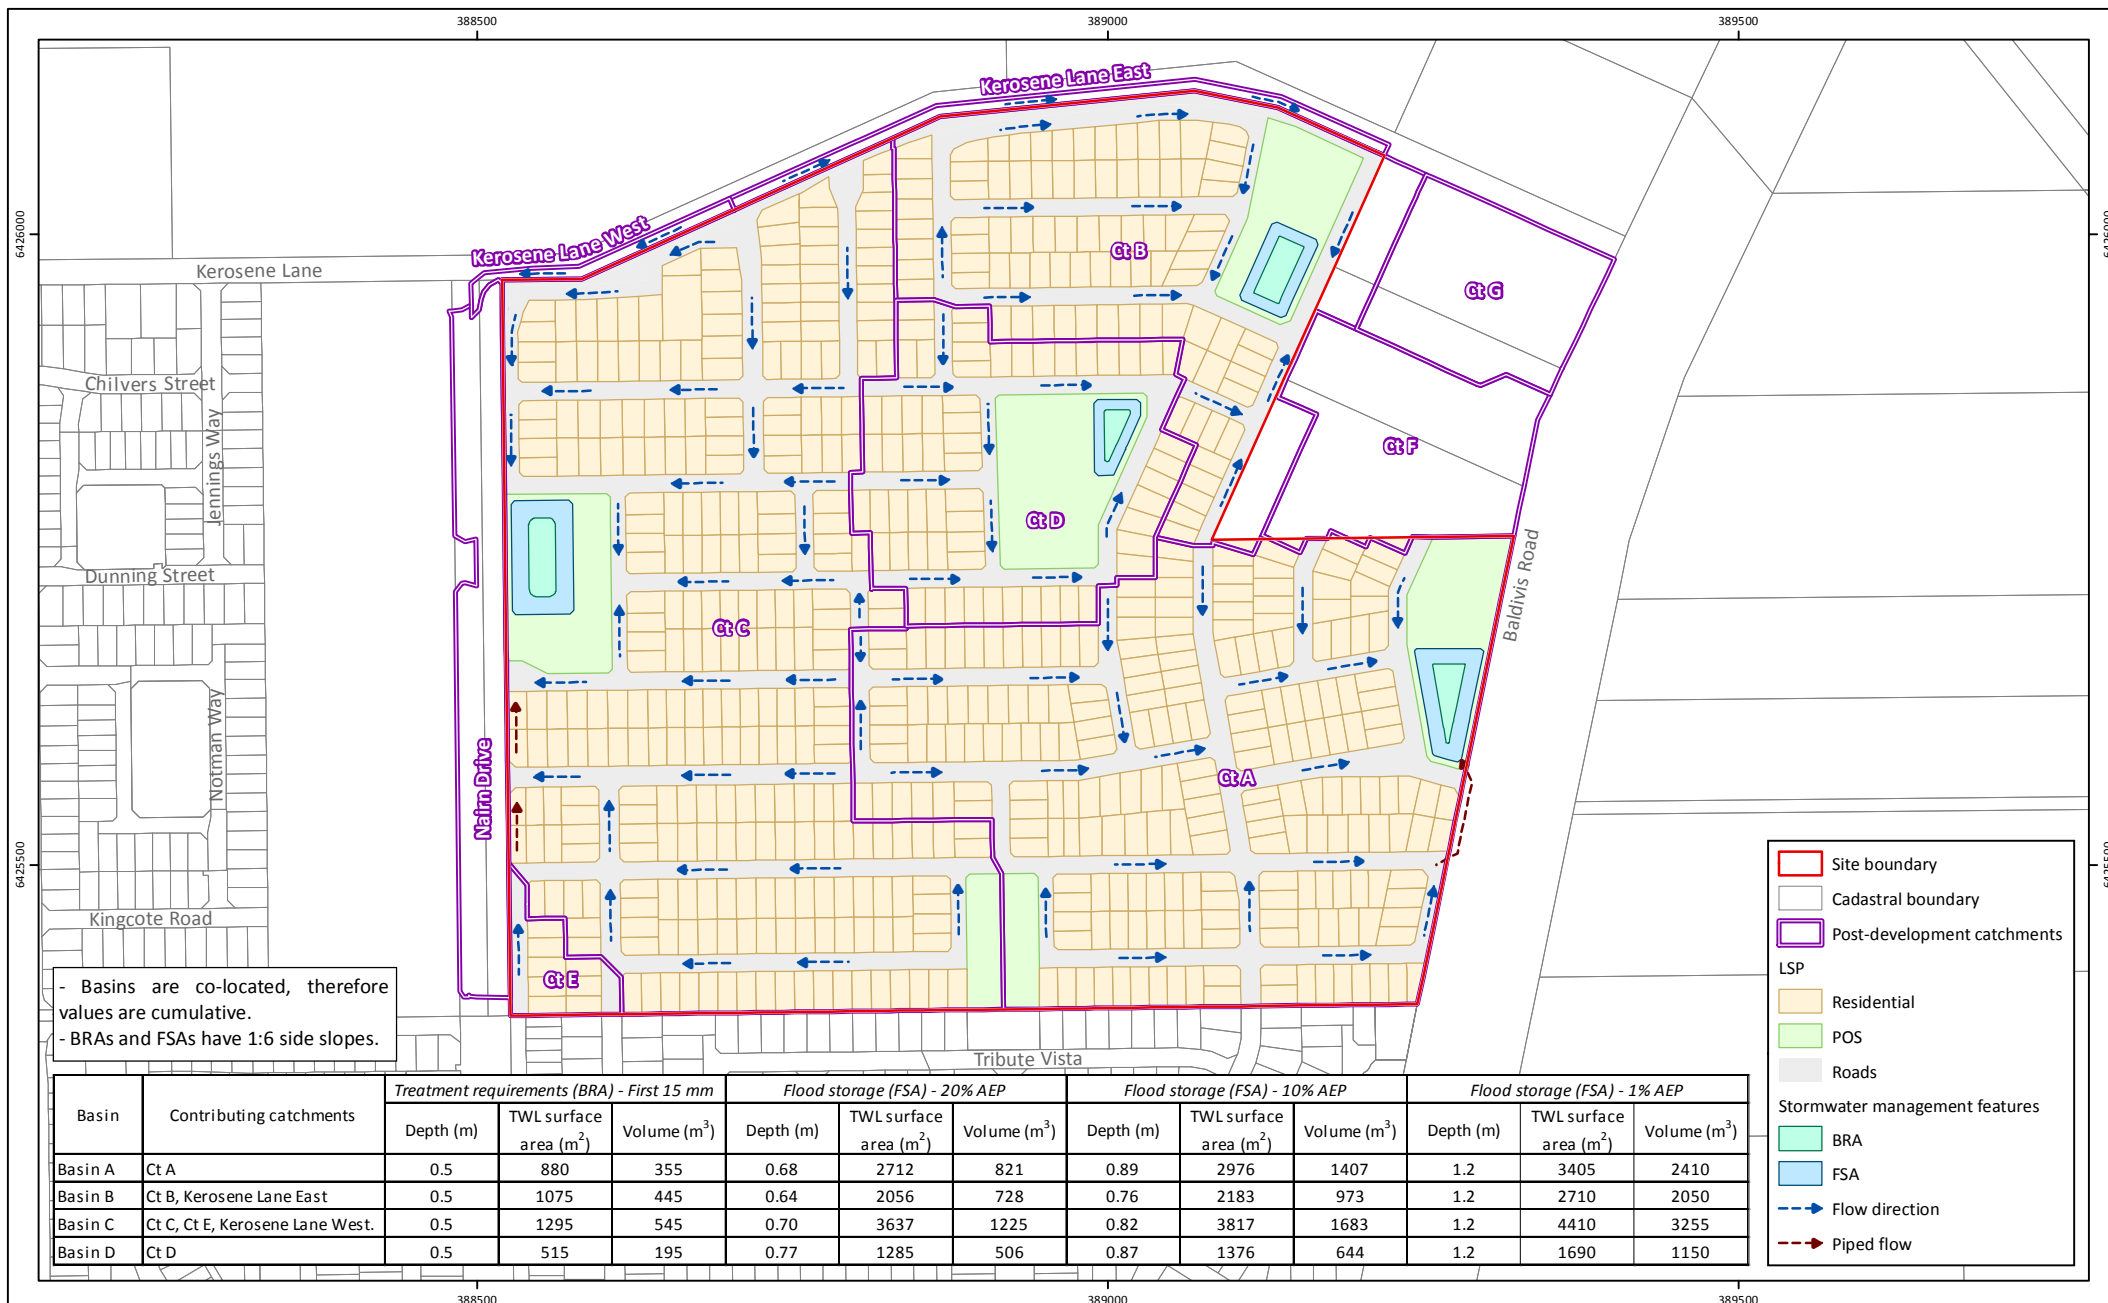 388500
389000
389500
Kerosene Lane East
Kerosene Lane West
Kerosene Lane
6426000
6426000
Ct B
Ct G
Chilvers Street
Jennings Way
Ct F
Ct D
Dunning Street
Baldivis Road
Ct C
Notman Way
Nairn Drive
Ct A
6425500
6425500
Kingcote Road
Ct E
Tribute Vista
- Basins are co-located, therefore
values are cumulative.
- BRAs and FSAs have 1:6 side slopes.
Site boundary
Cadastral boundary
Post-development catchments
LSP
Residential
POS
Roads
Stormwater management features
BRA
FSA
Flow direction
Piped flow
Basin Contributing catchments Treatment requirements (BRA) - First 15 mm Flood storage (FSA) - 20% AEP Flood storage (FSA) - 10% AEP Flood storage (FSA) - 1% AEP
Depth (m) TWL surface area (m²) Volume (m³) Depth (m) TWL surface area (m²) Volume (m³) Depth (m) TWL surface area (m²) Volume (m³) Depth (m) TWL surface area (m²) Volume (m³)
Basin A Ct A 0.5 880 355 0.68 2712 821 0.89 2976 1407 1.2 3405 2410
Basin B Ct B, Kerosene Lane East 0.5 1075 445 0.64 2056 728 0.76 2183 973 1.2 2710 2050
Basin C Ct C, Ct E, Kerosene Lane West. 0.5 1295 545 0.70 3637 1225 0.82 3817 1683 1.2 4410 3255
Basin D Ct D 0.5 515 195 0.77 1285 506 0.87 1376 644 1.2 1690 1150
388500
389000
389500